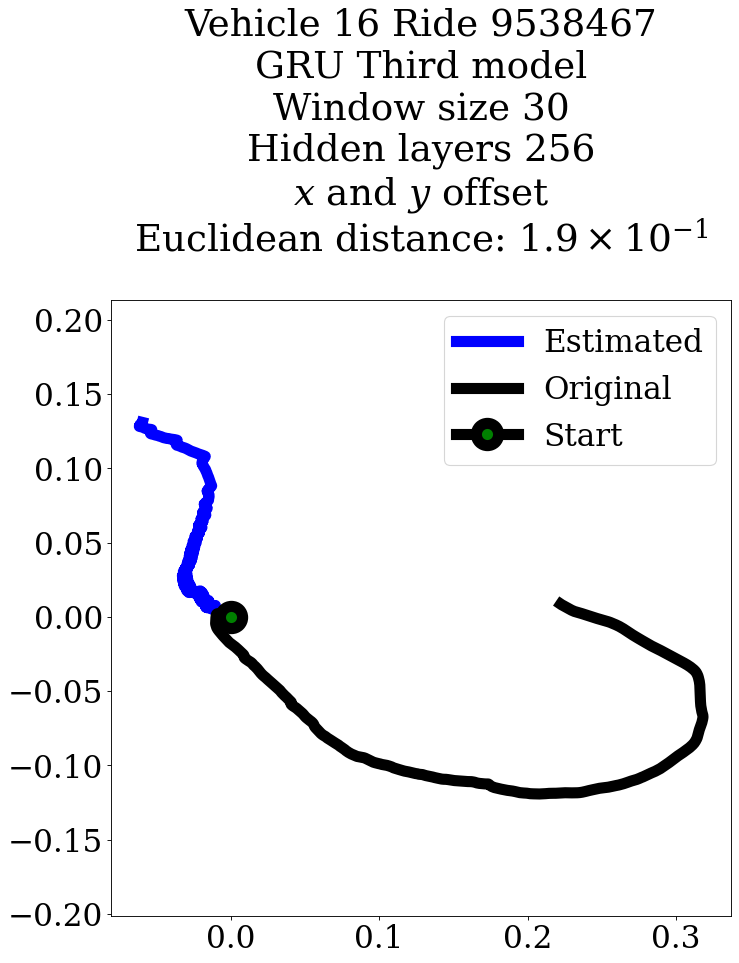 Vehicle 16 Ride 9538467
GRU Third model
Window size 30
Hidden layers 256
x and y offset
Euclidean distance: 1.9 × 10⁻¹
Estimated
Original
Start
0.20
0.15
0.10
0.05
0.00
−0.05
−0.10
−0.15
−0.20
0.0 0.1 0.2 0.3